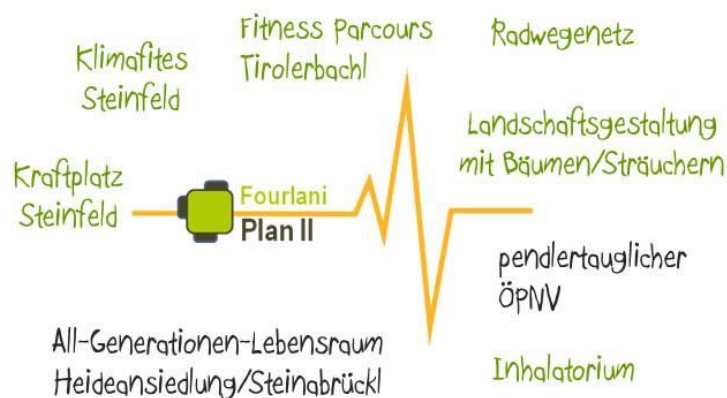 Fitness Parcours
Tirolerbachl
Radwegenetz
Klimafites
Steinfeld
Landschaftsgestaltung
mit Bäumen/Sträuchern
Kraftplatz
Steinfeld
Fourlani
Plan II
pendlertauglicher
ÖPNV
All-Generationen-Lebensraum
Heideansiedlung/Steinabrückl
Inhalatorium